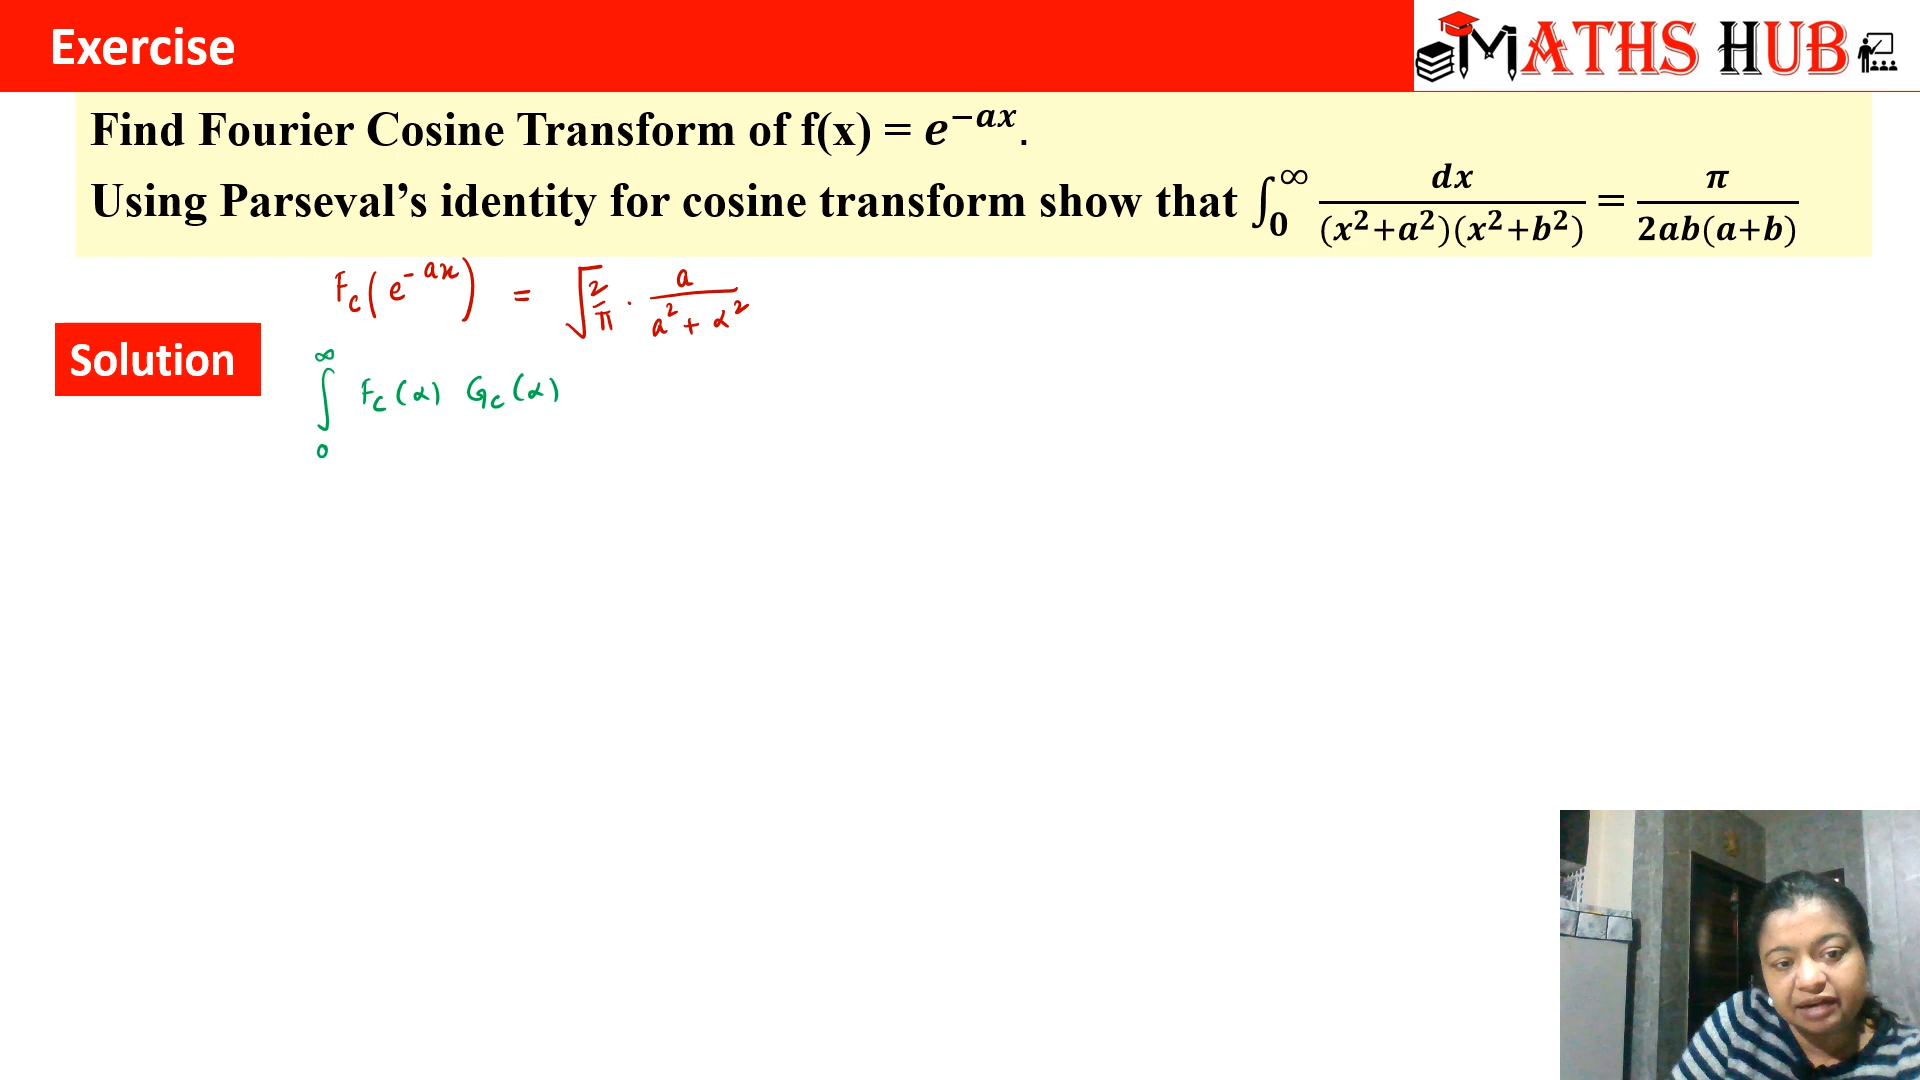 Exercise
MATHS HUB
Find Fourier Cosine Transform of f(x) = e^{-ax}.
Using Parseval’s identity for cosine transform show that ∫_0^∞ dx/((x²+a²)(x²+b²)) = π/(2ab(a+b))
F_c(e^{-ax}) = √(2/π) · a/(a²+α²)
Solution
∫_0^∞ F_c(α) G_c(α)